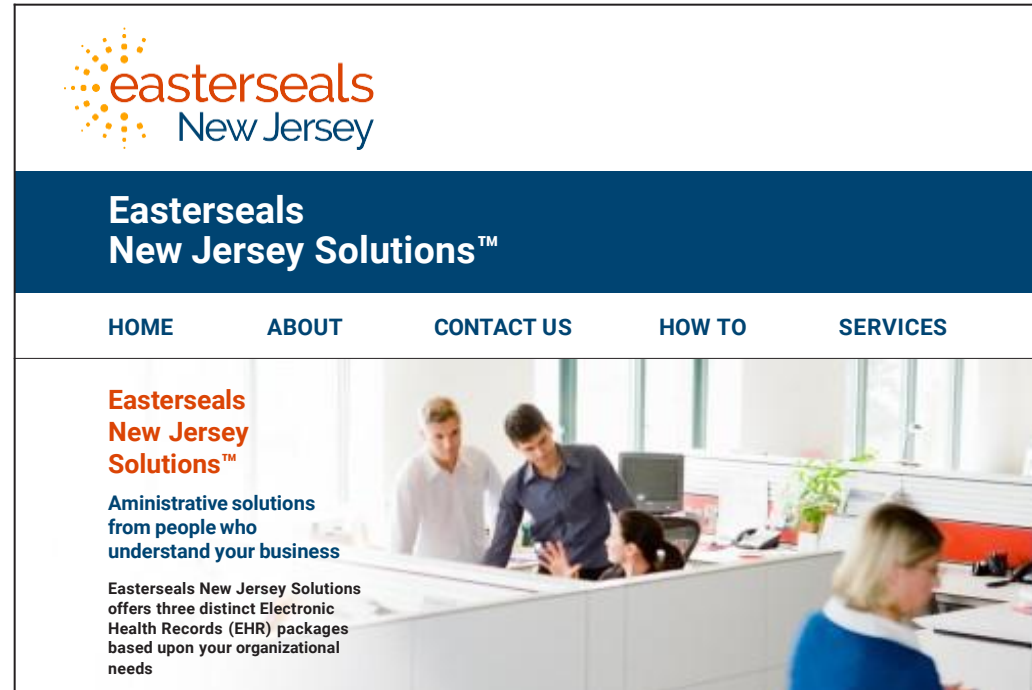 easterseals
New Jersey
Easterseals
New Jersey Solutions™
HOME ABOUT CONTACT US HOW TO SERVICES
Easterseals
New Jersey
Solutions™
Aministrative solutions
from people who
understand your business
Easterseals New Jersey Solutions
offers three distinct Electronic
Health Records (EHR) packages
based upon your organizational
needs